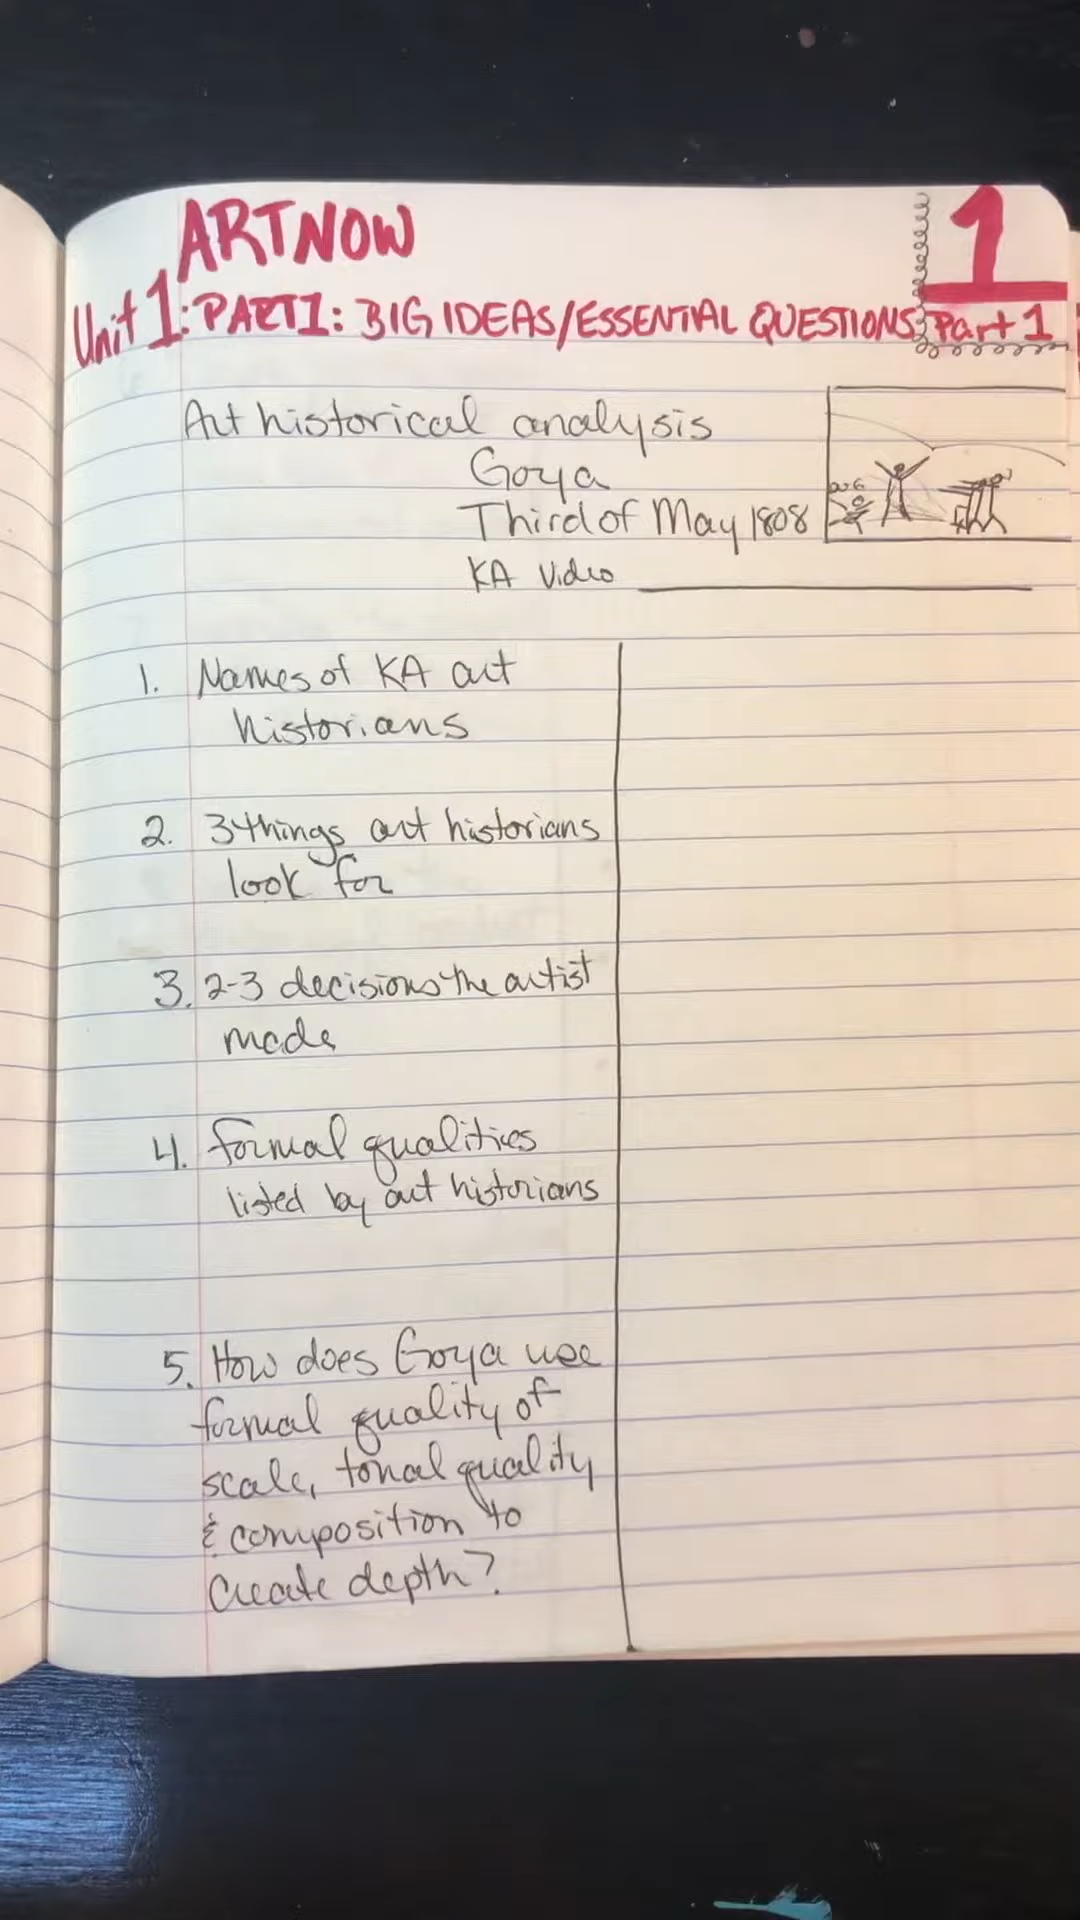 ARTNOW
1
Unit 1: PART1: BIG IDEAS/ESSENTIAL QUESTIONS
Part 1
Art historical analysis
Goya
Third of May 1808
KA Video
1. Names of KA art
historians
2. 3 things art historians
look for
3. 2-3 decisions the artist
made
4. formal qualities
listed by art historians
5. How does Goya use
formal quality of
scale, tonal quality
& composition to
create depth?